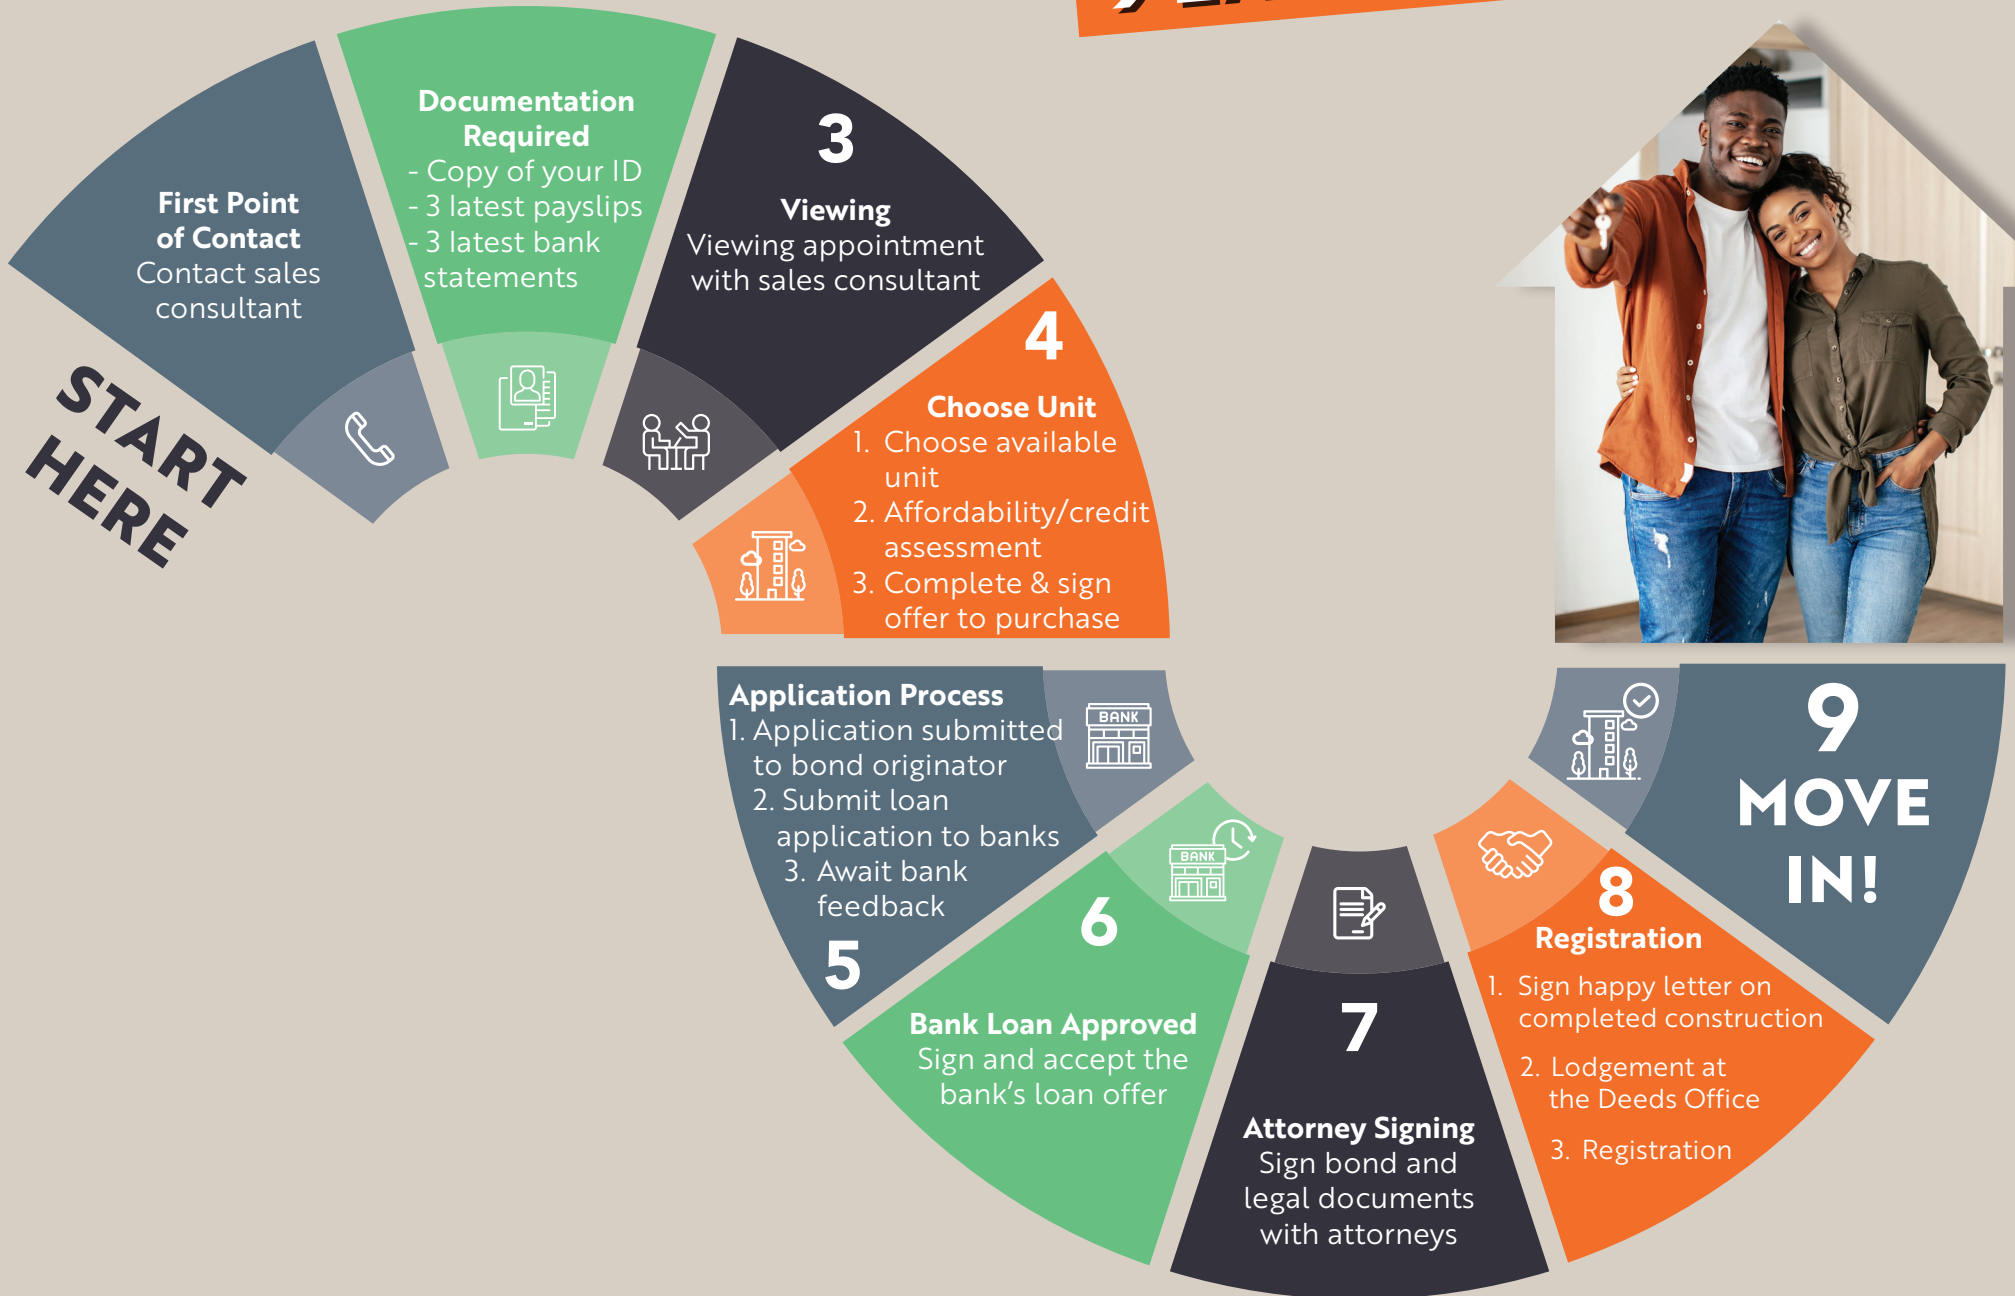 START
HERE
First Point
of Contact
Contact sales
consultant
Documentation
Required
- Copy of your ID
- 3 latest payslips
- 3 latest bank
statements
3
Viewing
Viewing appointment
with sales consultant
4
Choose Unit
1. Choose available
unit
2. Affordability/credit
assessment
3. Complete & sign
offer to purchase
Application Process
1. Application submitted
to bond originator
2. Submit loan
application to banks
3. Await bank
feedback
5
BANK
BANK
6
Bank Loan Approved
Sign and accept the
bank's loan offer
7
Attorney Signing
Sign bond and
legal documents
with attorneys
8
Registration
1. Sign happy letter on
completed construction
2. Lodgement at
the Deeds Office
3. Registration
9
MOVE
IN!